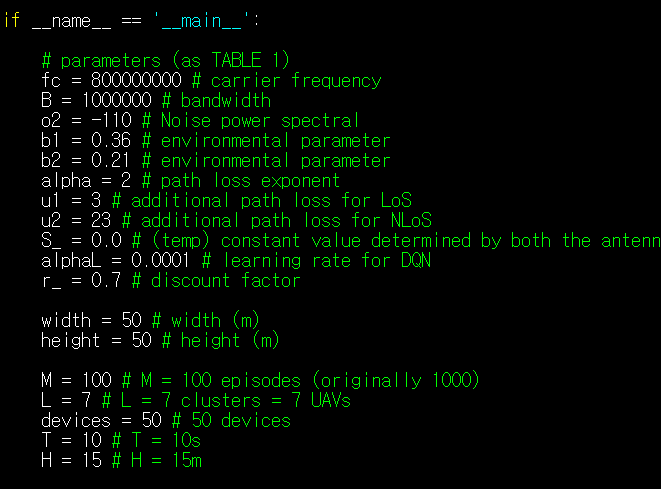 if __name__ == '__main__':
# parameters (as TABLE 1)
fc = 800000000 # carrier frequency
B = 1000000 # bandwidth
o2 = -110 # Noise power spectral
b1 = 0.36 # environmental parameter
b2 = 0.21 # environmental parameter
alpha = 2 # path loss exponent
u1 = 3 # additional path loss for LoS
u2 = 23 # additional path loss for NLoS
S_ = 0.0 # (temp) constant value determined by both the antenn
alphaL = 0.0001 # learning rate for DQN
r_ = 0.7 # discount factor
width = 50 # width (m)
height = 50 # height (m)
M = 100 # M = 100 episodes (originally 1000)
L = 7 # L = 7 clusters = 7 UAVs
devices = 50 # 50 devices
T = 10 # T = 10s
H = 15 # H = 15m